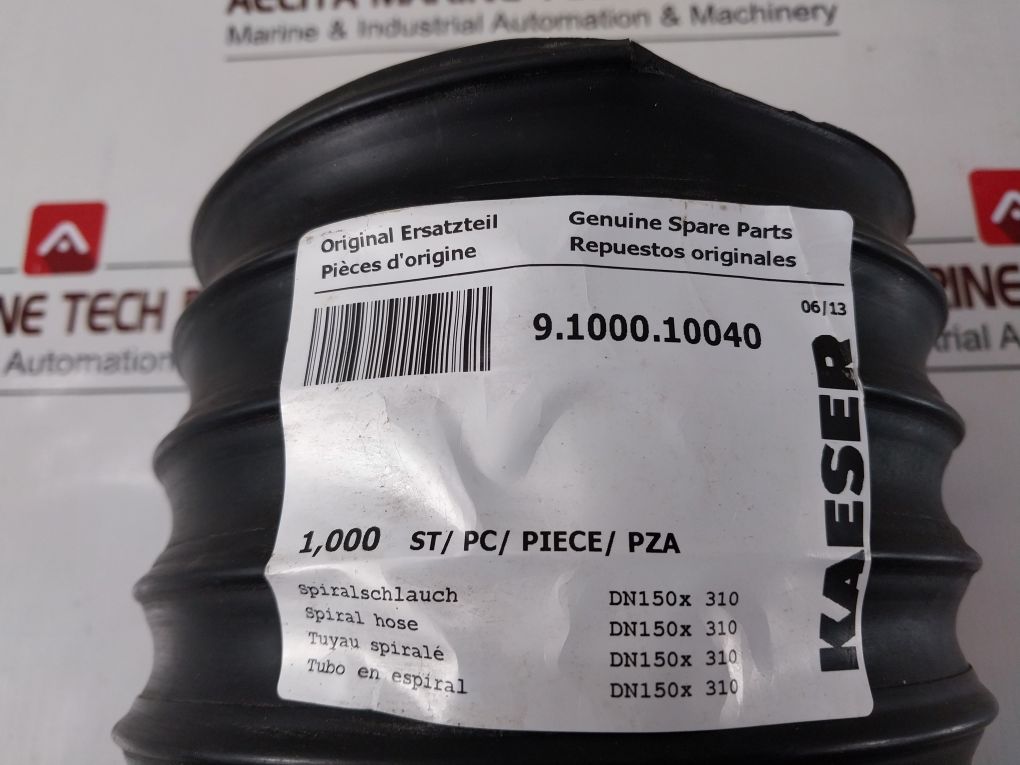 Marine & Industrial Automation & Machinery
Original Ersatzteil
Pièces d'origine
Genuine Spare Parts
Repuestos originales
06/13
9.1000.10040
KAESER
1,000 ST/ PC/ PIECE/ PZA
Spiralschlauch DN150x 310
Spiral hose DN150x 310
Tuyau spiralé DN150x 310
Tubo en espiral DN150x 310
NE TECH
Automation
RINE
trial A